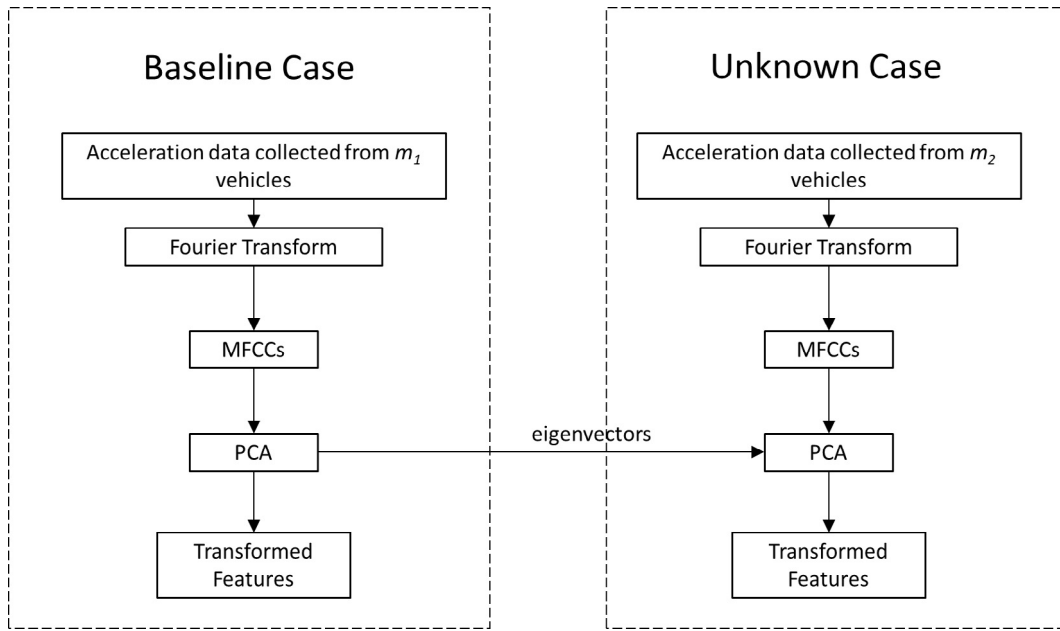 Baseline Case
Acceleration data collected from m₁
vehicles
Fourier Transform
MFCCs
PCA
Transformed
Features
eigenvectors
Unknown Case
Acceleration data collected from m₂
vehicles
Fourier Transform
MFCCs
PCA
Transformed
Features